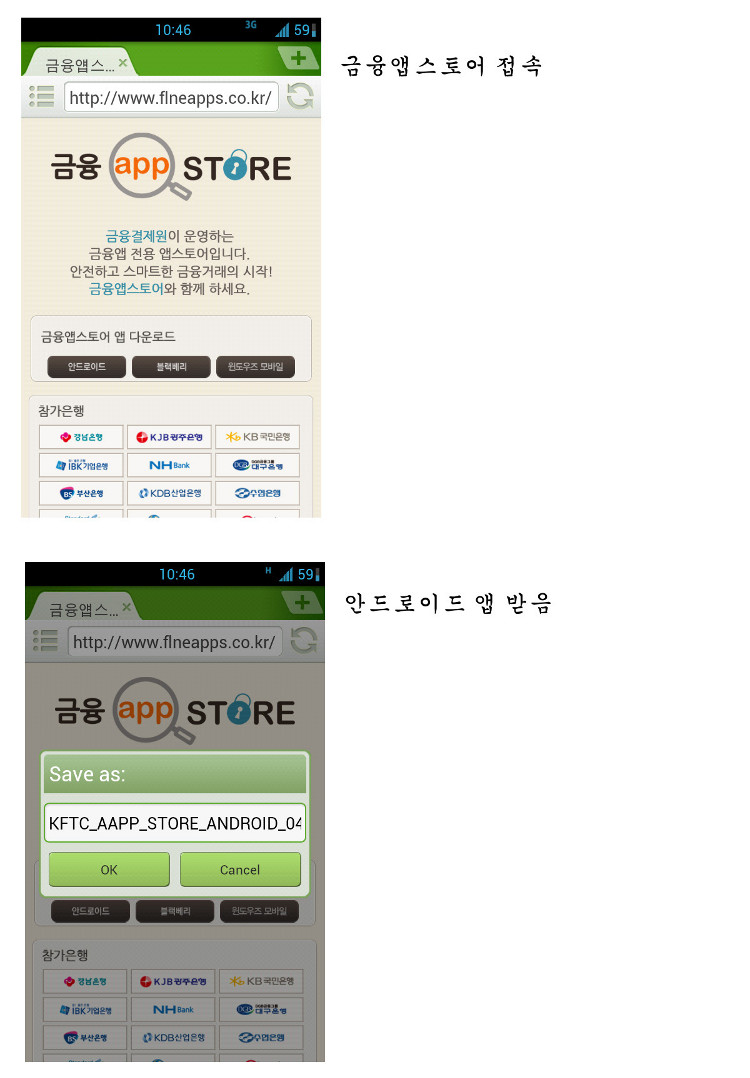 10:46 3G 59
금융앱스...
http://www.flneapps.co.kr/
금융앱스토어 접속
금융 app STORE
금융결제원이 운영하는
금융앱 전용 앱스토어입니다.
안전하고 스마트한 금융거래의 시작!
금융앱스토어와 함께 하세요.
금융앱스토어 앱 다운로드
안드로이드 블랙베리 윈도우즈 모바일
참가은행
경남은행 KJB광주은행 KB국민은행
IBK기업은행 NH Bank DGB 대구은행
BS 부산은행 KDB산업은행 수협은행
10:46 H 59
금융앱스...
http://www.flneapps.co.kr/
안드로이드 앱 받음
금융 app STORE
Save as:
KFTC_AAPP_STORE_ANDROID_04
OK Cancel
안드로이드 블랙베리 윈도우즈 모바일
참가은행
경남은행 KJB광주은행 KB국민은행
IBK기업은행 NH Bank DGB 대구은행
BS 부산은행 KDB산업은행 수협은행